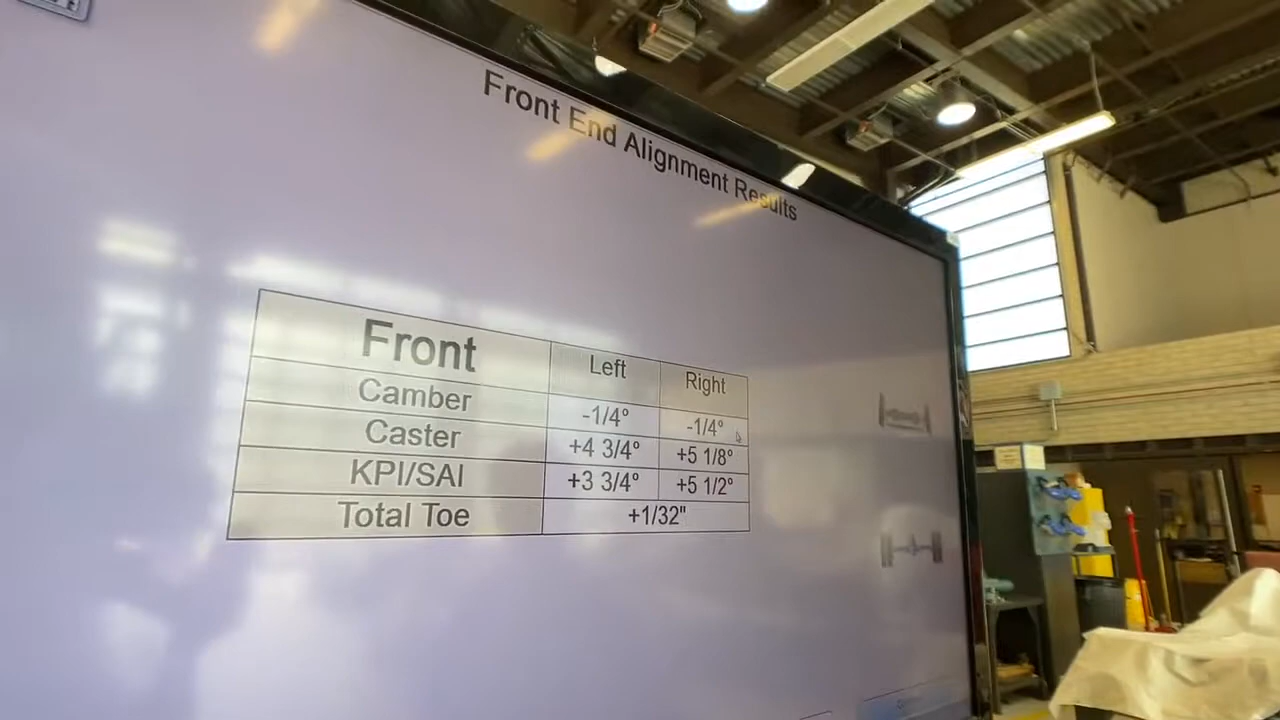 Front End Alignment Results
Front Left Right
Camber -1/4° -1/4°
Caster +4 3/4° +5 1/8°
KPI/SAI +3 3/4° +5 1/2°
Total Toe +1/32"